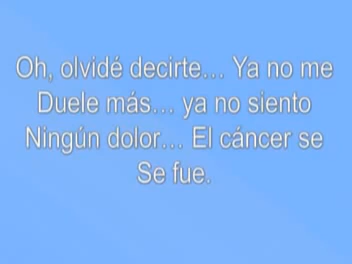 Oh, olvidé decirte... Ya no me
Duele más... ya no siento
Ningún dolor... El cáncer se
Se fue.